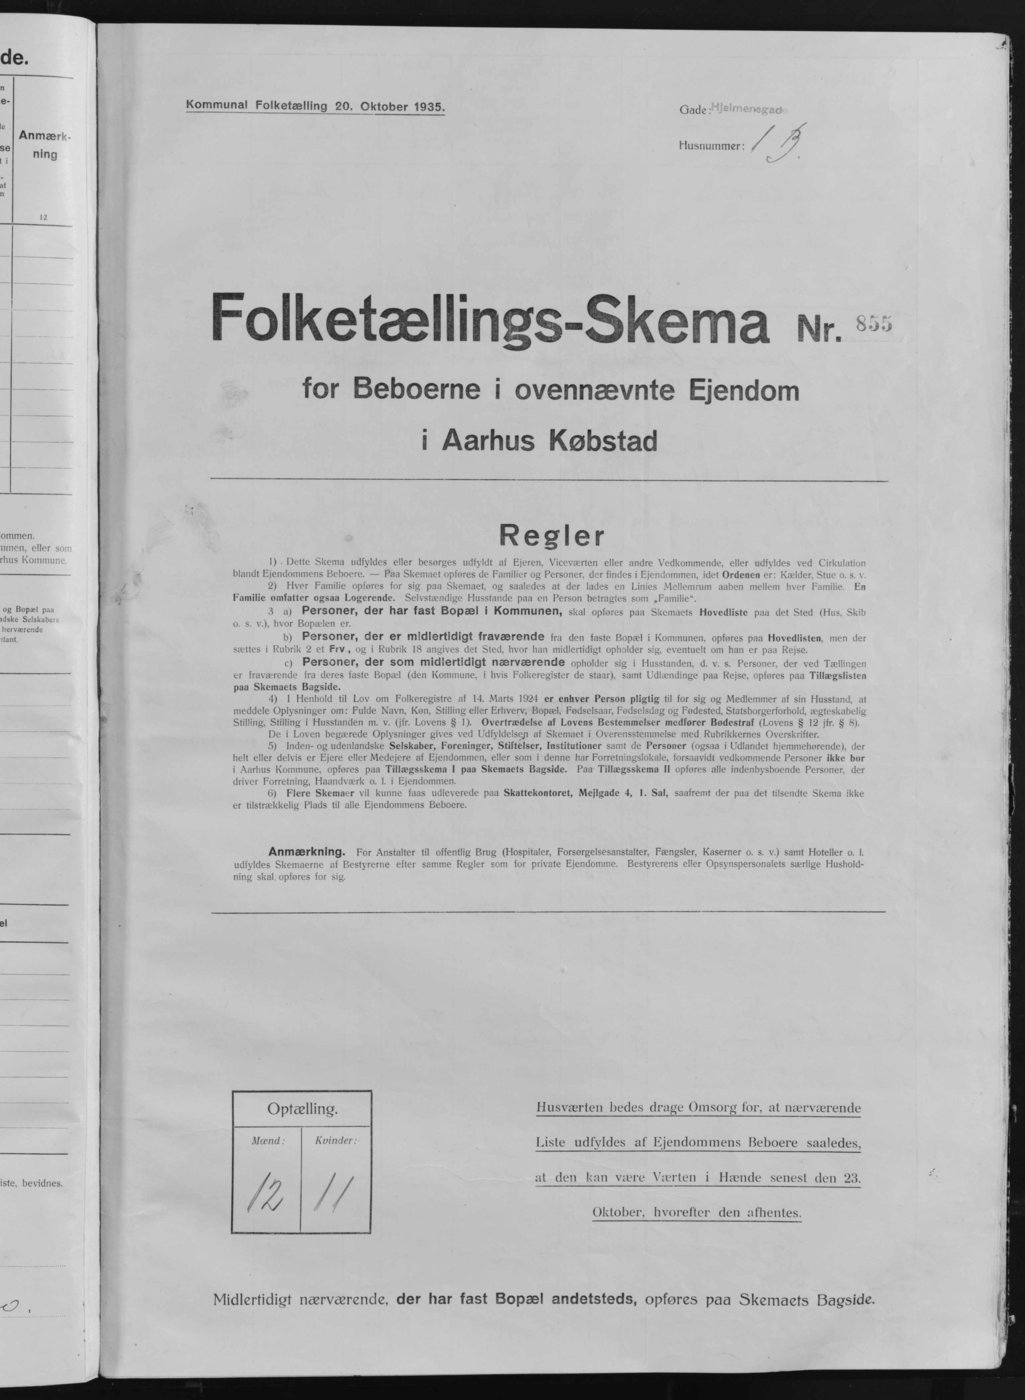 de.
Anmærk-
ning
12
ommen.
mmen, eller som
rhus Kommune.
og Bopæl paa
ndske Selskabers
herværende
ntant.
el
iste, bevidnes.
Kommunal Folketælling 20. Oktober 1935.
Gade: Hjelmensgade
Husnummer: 1 B.
Folketællings-Skema Nr. 855
for Beboerne i ovennævnte Ejendom
i Aarhus Købstad
Regler
1) Dette Skema udfyldes eller besørges udfyldt af Ejeren, Viceværten eller andre Vedkommende, eller udfyldes ved Cirkulation
blandt Ejendommens Beboere. — Paa Skemaet opføres de Familier og Personer, der findes i Ejendommen, idet Ordenen er: Kælder, Stue o. s. v.
2) Hver Familie opføres for sig paa Skemaet, og saaledes at der lades en Linies Mellemrum aaben mellem hver Familie. En
Familie omfatter ogsaa Logerende. Selvstændige Husstande paa en Person betragtes som „Familie“.
3 a) Personer, der har fast Bopæl i Kommunen, skal opføres paa Skemaets Hovedliste paa det Sted (Hus, Skib
o. s. v.), hvor Bopælen er.
b) Personer, der er midlertidigt fraværende fra den faste Bopæl i Kommunen, opføres paa Hovedlisten, men der
sættes i Rubrik 2 et Frv., og i Rubrik 18 angives det Sted, hvor han midlertidigt opholder sig, eventuelt om han er paa Rejse.
c) Personer, der som midlertidigt nærværende opholder sig i Husstanden, d. v. s. Personer, der ved Tællingen
er fraværende fra deres faste Bopæl (den Kommune, i hvis Folkeregister de staar), samt Udlændinge paa Rejse, opføres paa Tillægslisten
paa Skemaets Bagside.
4) I Henhold til Lov om Folkeregistre af 14. Marts 1924 er enhver Person pligtig til for sig og Medlemmer af sin Husstand, at
meddele Oplysninger om: Fulde Navn, Køn, Stilling eller Erhverv, Bopæl, Fødselsaar, Fødselsdag og Fødested, Statsborgerforhold, ægteskabelig
Stilling, Stilling i Husstanden m. v. (jfr. Lovens § 1). Overtrædelse af Lovens Bestemmelser medfører Bødestraf (Lovens § 12 jfr. § 8).
De i Loven begærede Oplysninger gives ved Udfyldelsen af Skemaet i Overensstemmelse med Rubrikkernes Overskrifter.
5) Inden- og udenlandske Selskaber, Foreninger, Stiftelser, Institutioner samt de Personer (ogsaa i Udlandet hjemmehørende), der
helt eller delvis er Ejere eller Medejere af Ejendommen, eller som i denne har Forretningslokale, forsaavidt vedkommende Personer ikke bor
i Aarhus Kommune, opføres paa Tillægsskema I paa Skemaets Bagside. Paa Tillægsskema II opføres alle indenbysboende Personer, der
driver Forretning, Haandværk o. l. i Ejendommen.
6) Flere Skemaer vil kunne faas udleverede paa Skattekontoret, Mejlgade 4, 1. Sal, saafremt der paa det tilsendte Skema ikke
er tilstrækkelig Plads til alle Ejendommens Beboere.
Anmærkning. For Anstalter til offentlig Brug (Hospitaler, Forsørgelsesanstalter, Fængsler, Kaserner o. s. v.) samt Hoteller o. l.
udfyldes Skemaerne af Bestyrerne efter samme Regler som for private Ejendomme. Bestyrerens eller Opsynspersonalets særlige Hushold-
ning skal opføres for sig.
Optælling.
Mænd: Kvinder:
12 11
Husværten bedes drage Omsorg for, at nærværende
Liste udfyldes af Ejendommens Beboere saaledes,
at den kan være Værten i Hænde senest den 23.
Oktober, hvorefter den afhentes.
Midlertidigt nærværende, der har fast Bopæl andetsteds, opføres paa Skemaets Bagside.